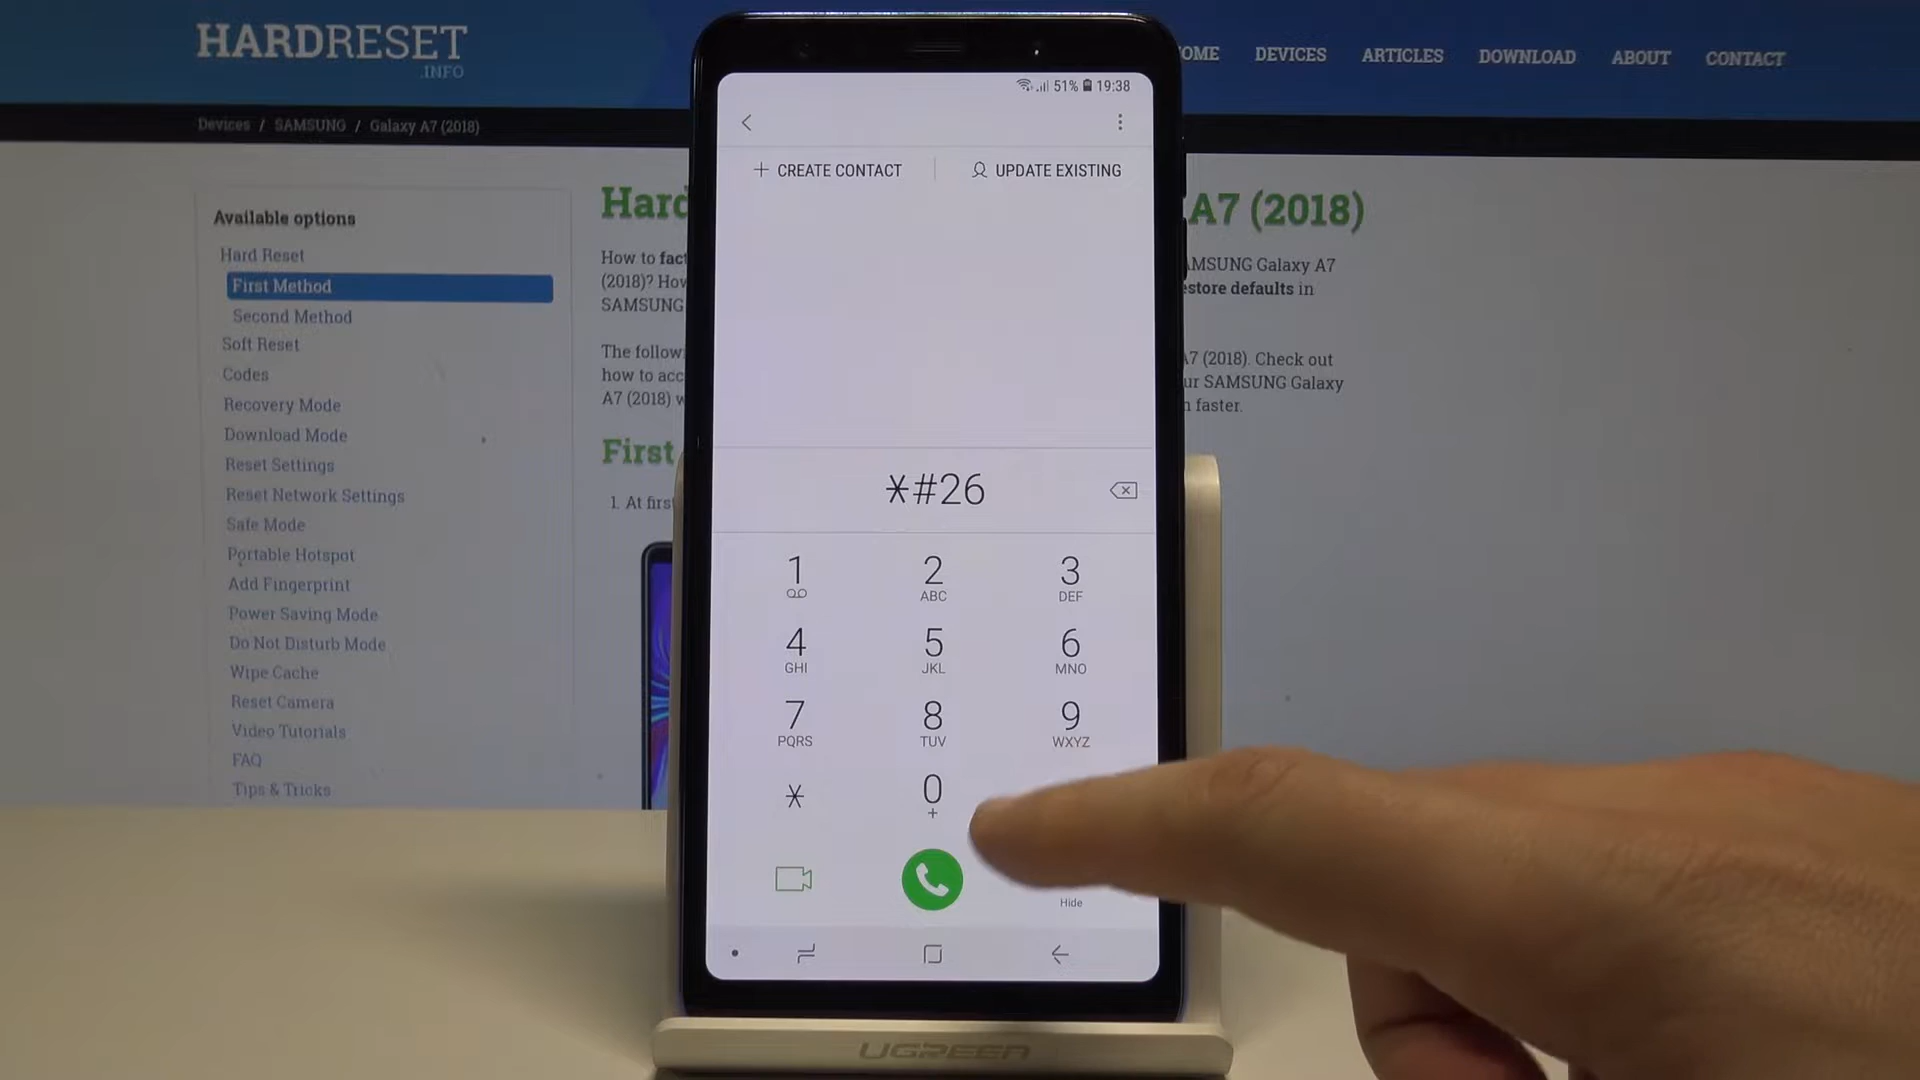 HARDRESET
.INFO
OME DEVICES ARTICLES DOWNLOAD ABOUT CONTACT
Devices / SAMSUNG / Galaxy A7 (2018)
Available options
Hard Reset
First Method
Second Method
Soft Reset
Codes
Recovery Mode
Download Mode
Reset Settings
Reset Network Settings
Safe Mode
Portable Hotspot
Add Fingerprint
Power Saving Mode
Do Not Disturb Mode
Wipe Cache
Reset Camera
Video Tutorials
FAQ
Tips & Tricks
Hard A7 (2018)
How to fact AMSUNG Galaxy A7
(2018)? How estore defaults in
SAMSUNG
The follow A7 (2018). Check out
how to acc ur SAMSUNG Galaxy
A7 (2018) w n faster.
First
1. At first
51% 19:38
+ CREATE CONTACT UPDATE EXISTING
*#26
1 2 3
ABC DEF
4 5 6
GHI JKL MNO
7 8 9
PQRS TUV WXYZ
* 0
+
Hide
UGREEN